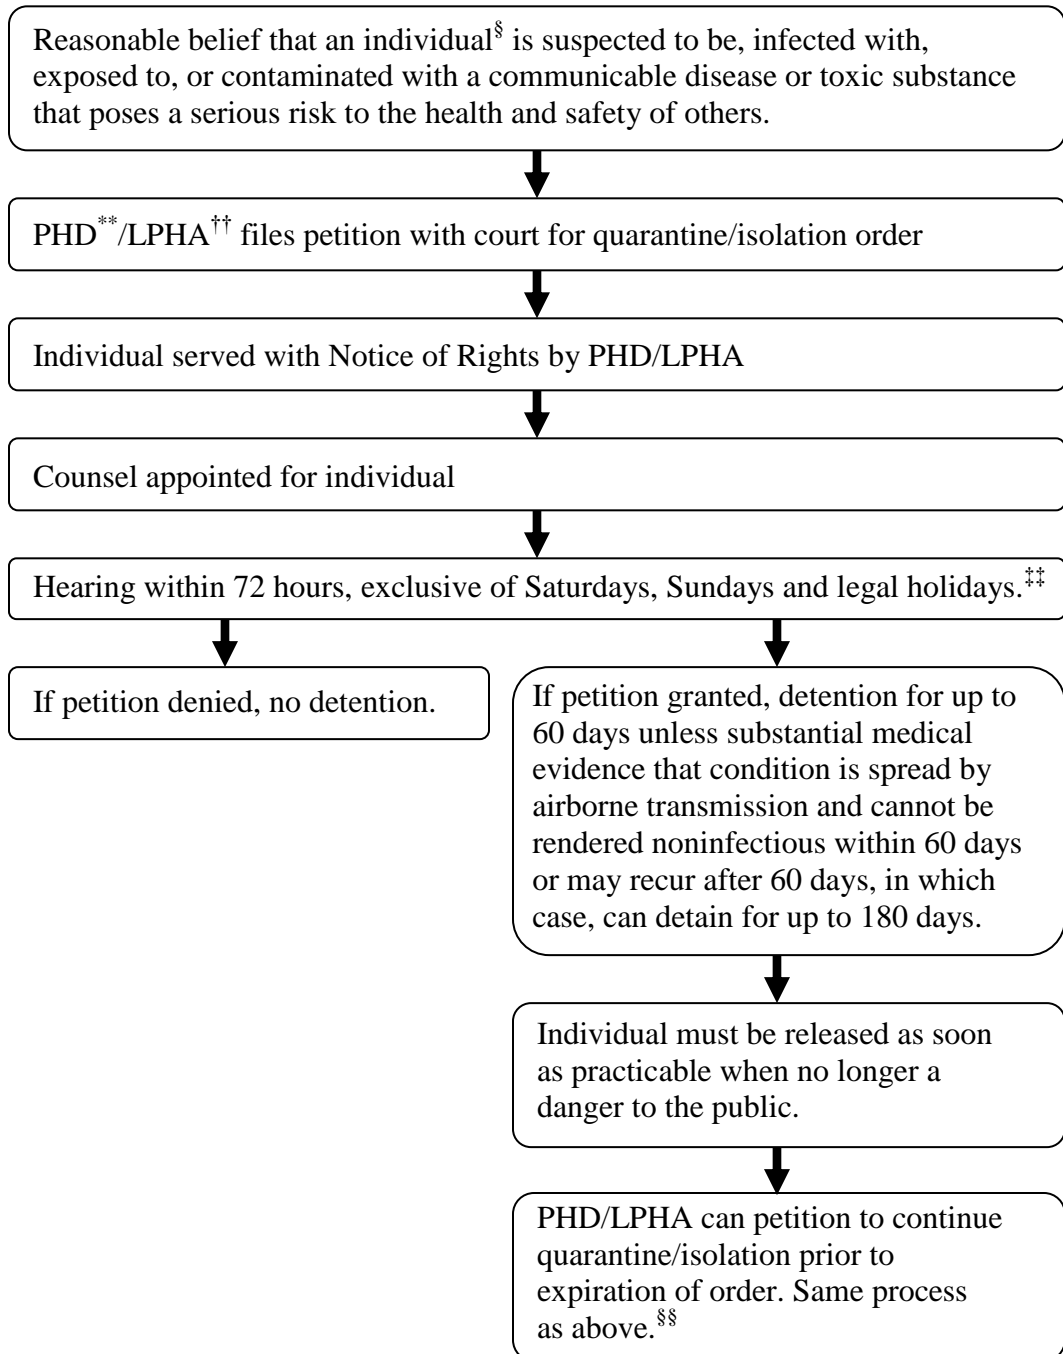 Reasonable belief that an individual§ is suspected to be, infected with,
exposed to, or contaminated with a communicable disease or toxic substance
that poses a serious risk to the health and safety of others.
PHD**/LPHA†† files petition with court for quarantine/isolation order
Individual served with Notice of Rights by PHD/LPHA
Counsel appointed for individual
Hearing within 72 hours, exclusive of Saturdays, Sundays and legal holidays.‡‡
If petition denied, no detention.
If petition granted, detention for up to
60 days unless substantial medical
evidence that condition is spread by
airborne transmission and cannot be
rendered noninfectious within 60 days
or may recur after 60 days, in which
case, can detain for up to 180 days.
Individual must be released as soon
as practicable when no longer a
danger to the public.
PHD/LPHA can petition to continue
quarantine/isolation prior to
expiration of order. Same process
as above.§§